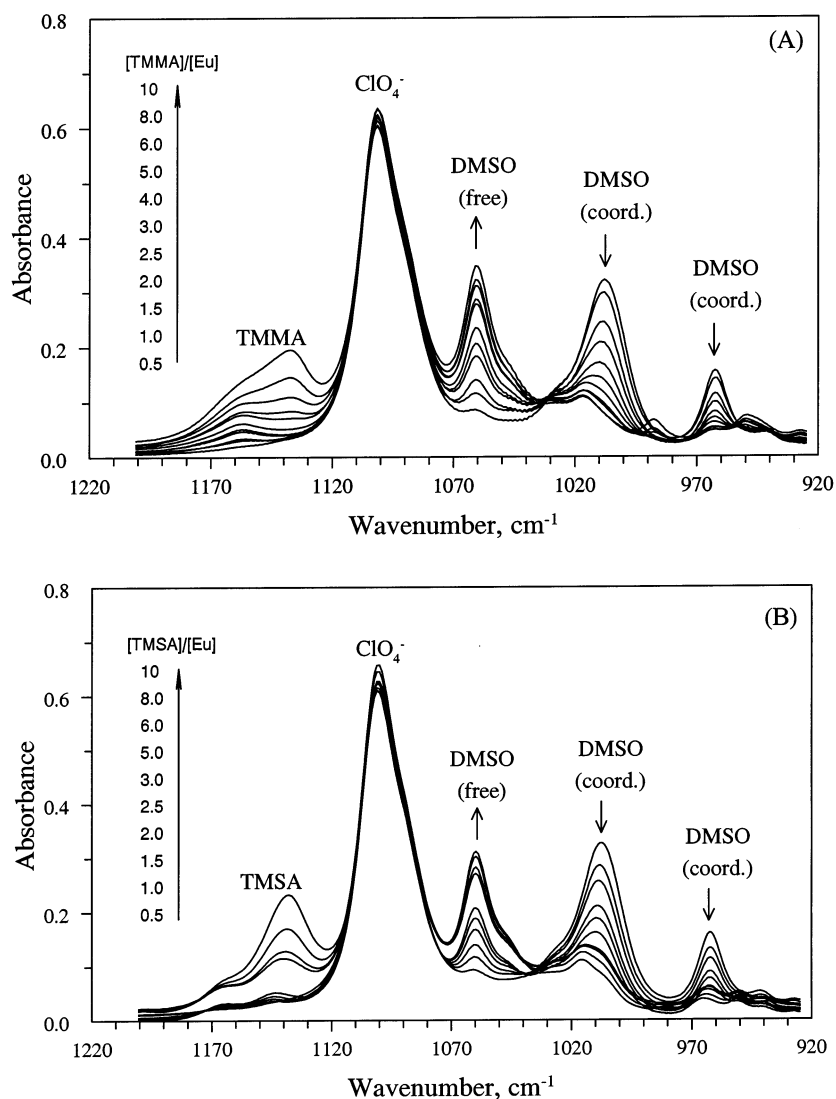 (A)
[TMMA]/[Eu]
10
8.0
6.0
5.0
4.0
3.0
2.5
2.0
1.5
1.0
0.5
TMMA
ClO4-
DMSO
(free)
DMSO
(coord.)
DMSO
(coord.)
0.8
0.6
0.4
0.2
0.0
Absorbance
1220 1170 1120 1070 1020 970 920
Wavenumber, cm-1
(B)
[TMSA]/[Eu]
10
8.0
6.0
5.0
3.0
2.5
2.0
1.5
1.0
0.5
TMSA
ClO4-
DMSO
(free)
DMSO
(coord.)
DMSO
(coord.)
0.8
0.6
0.4
0.2
0.0
Absorbance
1220 1170 1120 1070 1020 970 920
Wavenumber, cm-1